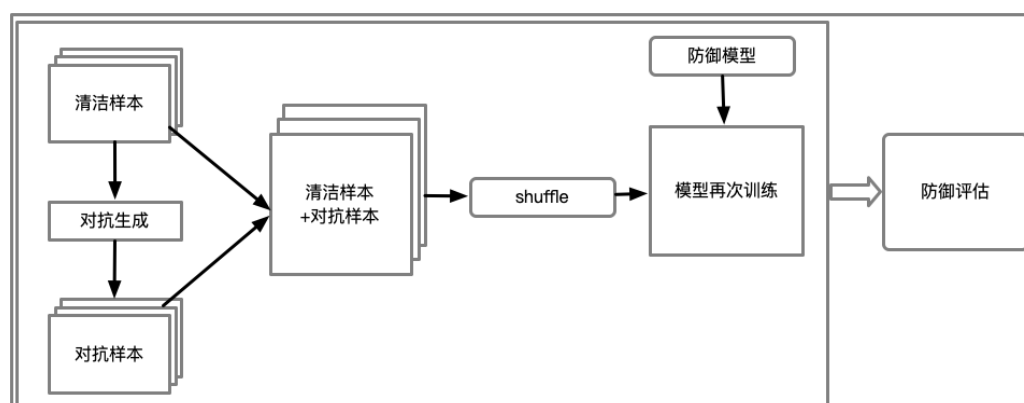 清洁样本
对抗生成
对抗样本
清洁样本
+对抗样本
shuffle
防御模型
模型再次训练
防御评估